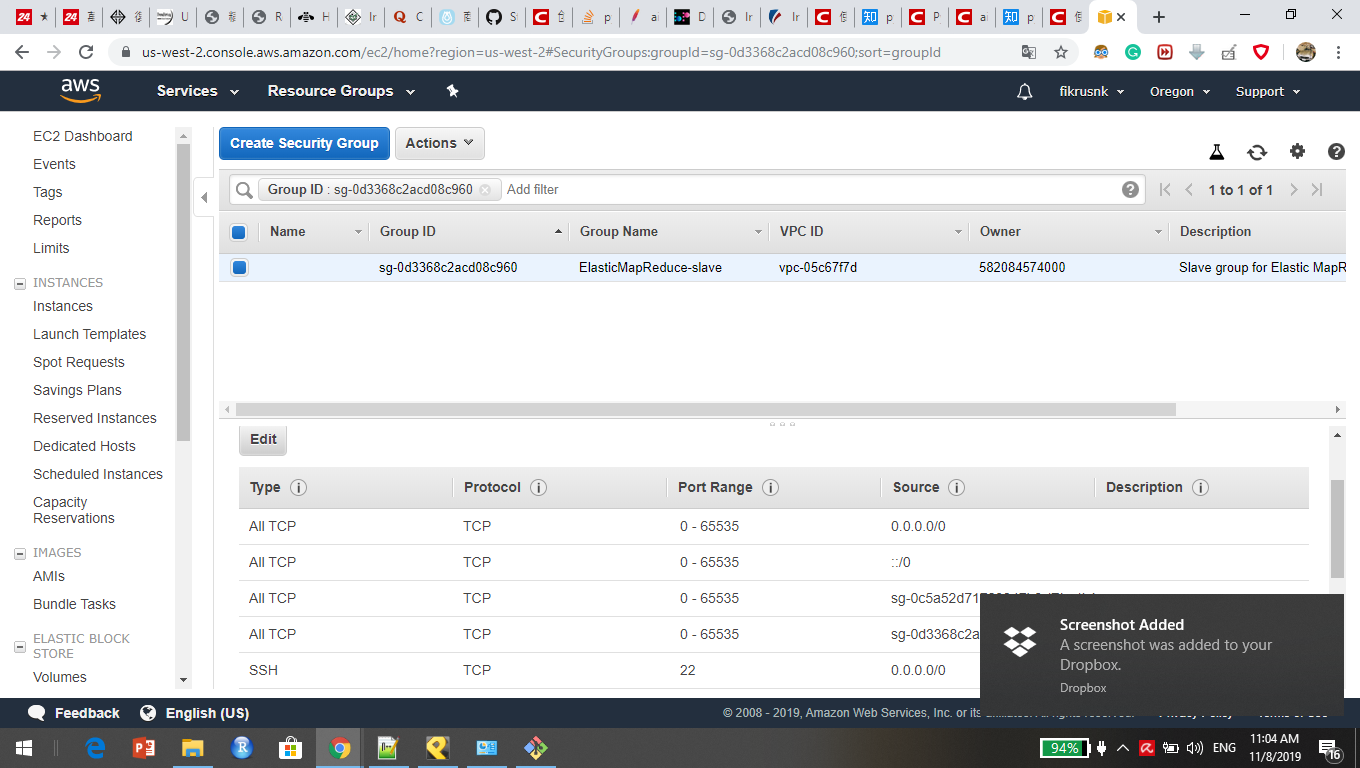 us-west-2.console.aws.amazon.com/ec2/home?region=us-west-2#SecurityGroups:groupId=sg-0d3368c2acd08c960;sort=groupId
aws
Services
Resource Groups
fikrusnk
Oregon
Support
EC2 Dashboard
Events
Tags
Reports
Limits
INSTANCES
Instances
Launch Templates
Spot Requests
Savings Plans
Reserved Instances
Dedicated Hosts
Scheduled Instances
Capacity
Reservations
IMAGES
AMIs
Bundle Tasks
ELASTIC BLOCK
STORE
Volumes
Create Security Group
Actions
Group ID : sg-0d3368c2acd08c960 Add filter
1 to 1 of 1
Name Group ID Group Name VPC ID Owner Description
sg-0d3368c2acd08c960 ElasticMapReduce-slave vpc-05c67f7d 582084574000 Slave group for Elastic MapR
Edit
Type Protocol Port Range Source Description
All TCP TCP 0 - 65535 0.0.0.0/0
All TCP TCP 0 - 65535 ::/0
All TCP TCP 0 - 65535 sg-0c5a52d71
All TCP TCP 0 - 65535 sg-0d3368c2a
SSH TCP 22 0.0.0.0/0
Screenshot Added
A screenshot was added to your
Dropbox.
Dropbox
Feedback
English (US)
© 2008 - 2019, Amazon Web Services, Inc. or its
94%
ENG
11:04 AM
11/8/2019
16